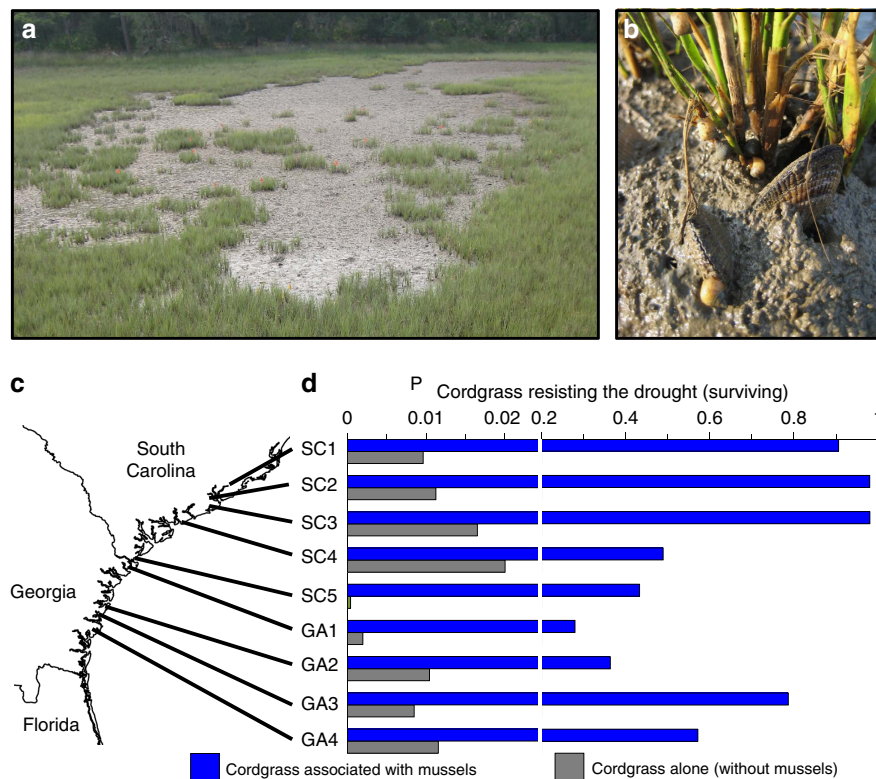 a
b
c
d
P
Cordgrass resisting the drought (surviving)
0
0.01
0.02
0.2
0.4
0.6
0.8
1
South
Carolina
Georgia
Florida
SC1
SC2
SC3
SC4
SC5
GA1
GA2
GA3
GA4
Cordgrass associated with mussels
Cordgrass alone (without mussels)